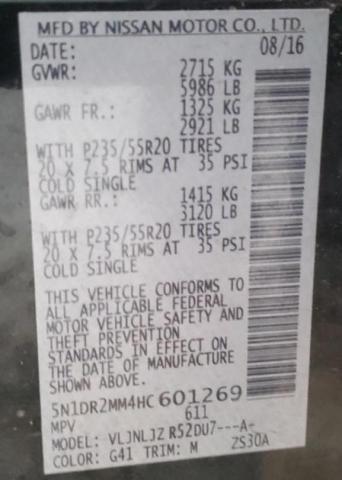 MFD BY NISSAN MOTOR CO., LTD.
DATE: 08/16
GVWR: 2715 KG
5986 LB
GAWR FR.: 1325 KG
2921 LB
WITH P235/55R20 TIRES
20 X 7.5 RIMS AT 35 PSI
COLD SINGLE
GAWR RR.: 1415 KG
3120 LB
WITH P235/55R20 TIRES
20 X 7.5 RIMS AT 35 PSI
COLD SINGLE
THIS VEHICLE CONFORMS TO
ALL APPLICABLE FEDERAL
MOTOR VEHICLE SAFETY AND
THEFT PREVENTION
STANDARDS IN EFFECT ON
THE DATE OF MANUFACTURE
SHOWN ABOVE.
5N1DR2MM4HC601269
MPV 611
MODEL: VLJNLJZ R52DU7---A-
COLOR: G41 TRIM: M ZS30A